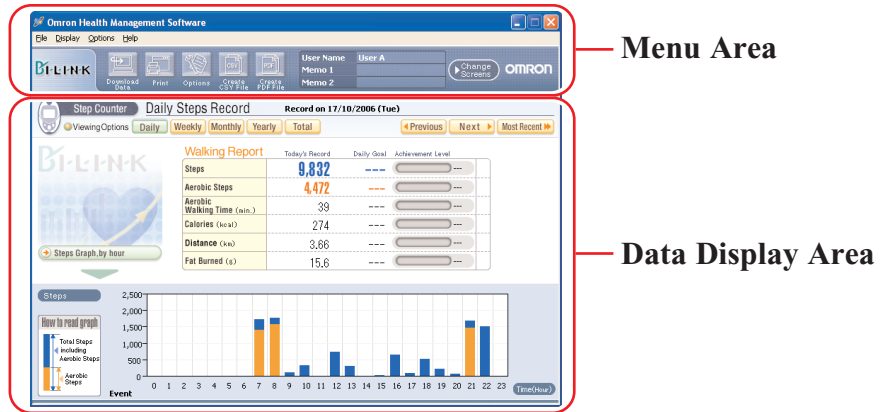 Omron Health Management Software
File Display Options Help
BI-LINK
Download Data
Print
Options
Create CSV File
Create PDF File
CSV
PDF
User Name User A
Memo 1
Memo 2
Change Screens
OMRON
Menu Area
Step Counter Daily Steps Record Record on 17/10/2006 (Tue)
Viewing Options Daily Weekly Monthly Yearly Total Previous Next Most Recent
BI-LINK
Walking Report Today's Record Daily Goal Achievement Level
Steps 9,832 --- ---
Aerobic Steps 4,472 --- ---
Aerobic Walking Time (min.) 39 --- ---
Calories (kcal) 274 --- ---
Distance (km) 3.66 --- ---
Fat Burned (g) 15.6 --- ---
Steps Graph,by hour
Data Display Area
Steps
How to read graph
Total Steps
including
Aerobic Steps
Aerobic
Steps
2,500
2,000
1,500
1,000
500
0
0 1 2 3 4 5 6 7 8 9 10 11 12 13 14 15 16 17 18 19 20 21 22 23 Time(Hour)
Event